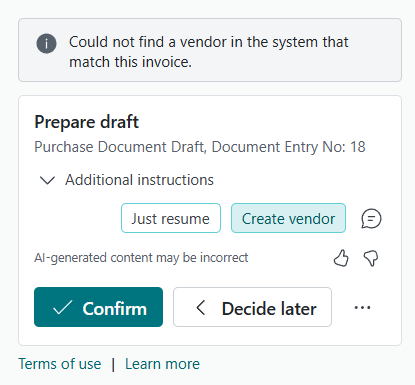 Could not find a vendor in the system that
match this invoice.
Prepare draft
Purchase Document Draft, Document Entry No: 18
Additional instructions
Just resume
Create vendor
AI-generated content may be incorrect
Confirm
Decide later
Terms of use | Learn more